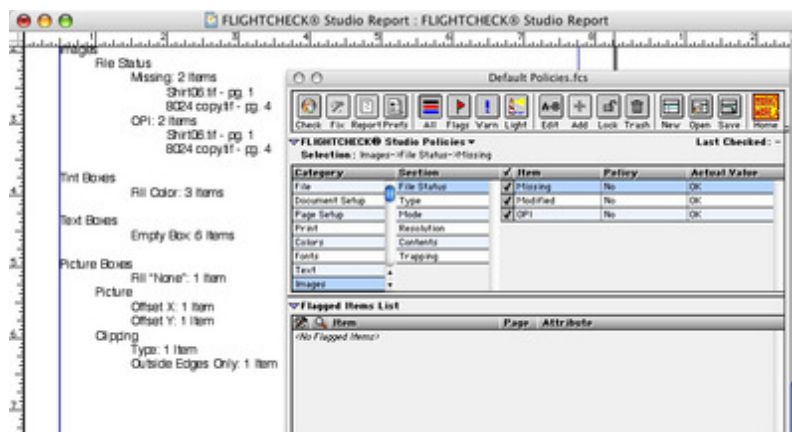 FLIGHTCHECK® Studio Report : FLIGHTCHECK® Studio Report
Images
File Status
Missing: 2 Items
Shirt06.tif - pg. 1
8024 copy.tif - pg. 4
OPI: 2 Items
Shirt06.tif - pg. 1
8024 copy.tif - pg. 4
Tint Boxes
Fill Color: 3 Items
Text Boxes
Empty Box: 6 Items
Picture Boxes
Fill "None": 1 Item
Picture
Offset X: 1 Item
Offset Y: 1 Item
Clipping
Type: 1 Item
Outside Edges Only: 1 Item
Default Policies.fcs
Check Fix Report Prefs All Flags Warn Light Edit Add Lock Trash New Open Save Home
FLIGHTCHECK® Studio Policies Last Checked: -
Selection: Images->File Status->Missing
Category Section Item Policy Actual Value
File File Status Missing No OK
Document Setup Type Modified No OK
Page Setup Mode OPI No OK
Print Resolution
Colors Contents
Fonts Trapping
Text
Images
Flagged Items List
Item Page Attribute
<No Flagged Items>